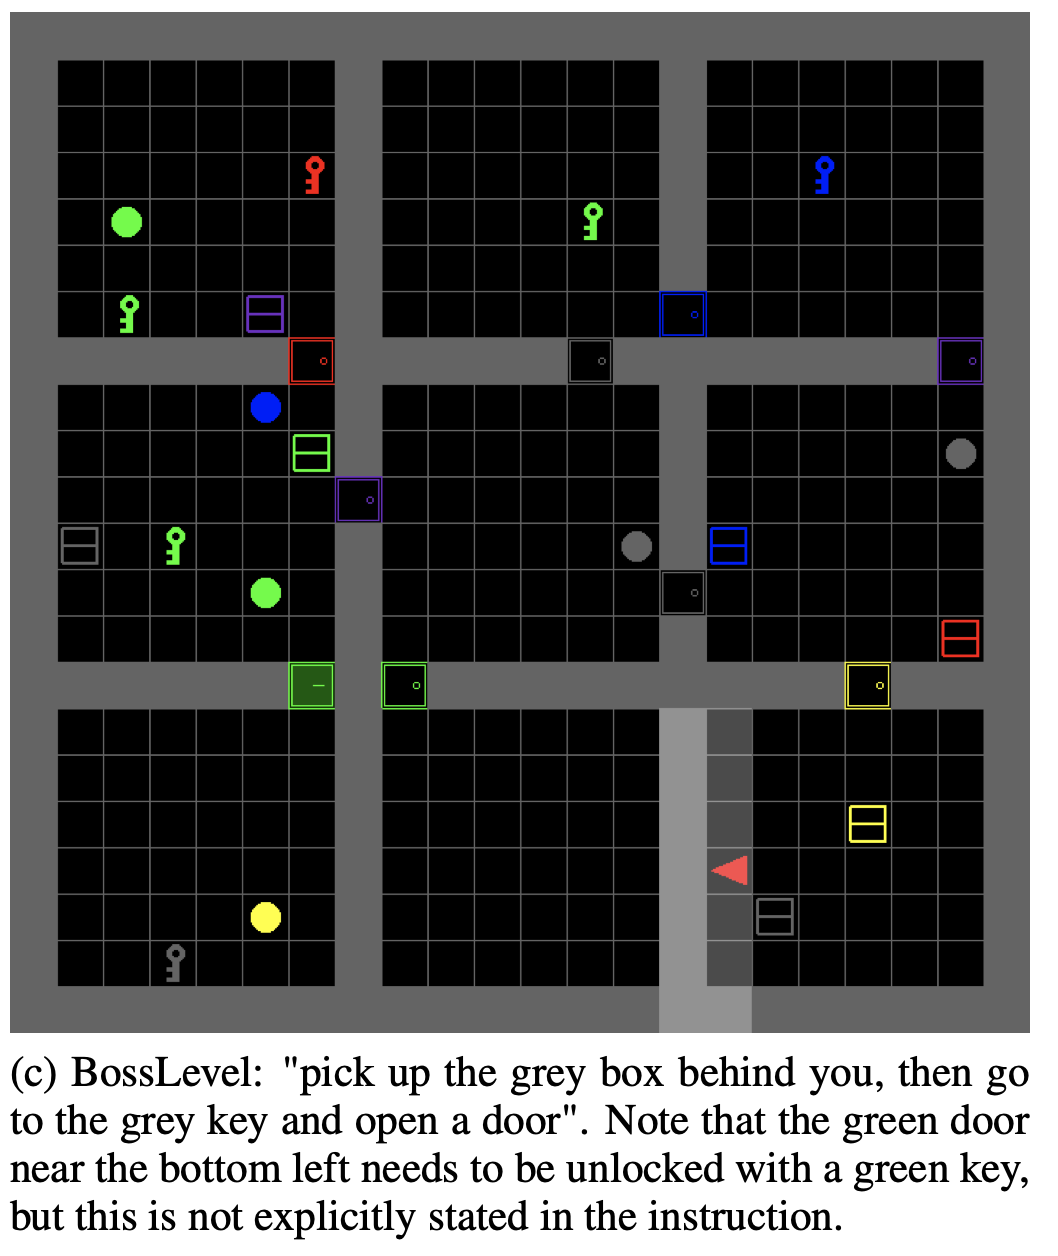 (c) BossLevel: "pick up the grey box behind you, then go
to the grey key and open a door". Note that the green door
near the bottom left needs to be unlocked with a green key,
but this is not explicitly stated in the instruction.